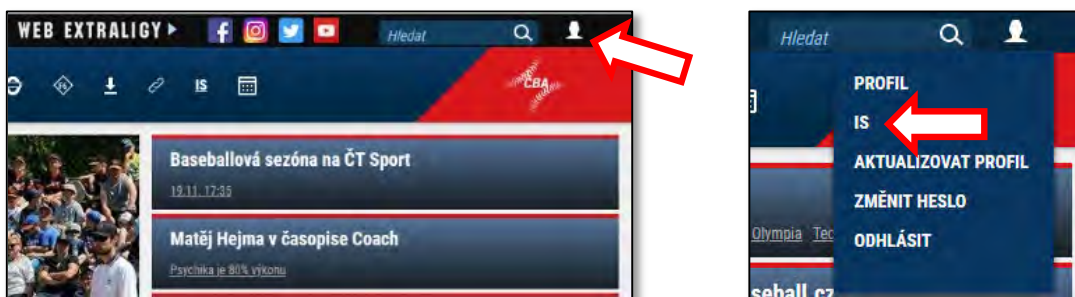 WEB EXTRALIGY
Hledat
IS
CBA
Baseballová sezóna na ČT Sport
19.11. 17:35
Matěj Hejma v časopise Coach
Psychika je 80% výkonu
Hledat
PROFIL
IS
AKTUALIZOVAT PROFIL
ZMĚNIT HESLO
Olympia Tec
ODHLÁSIT
seball.cz